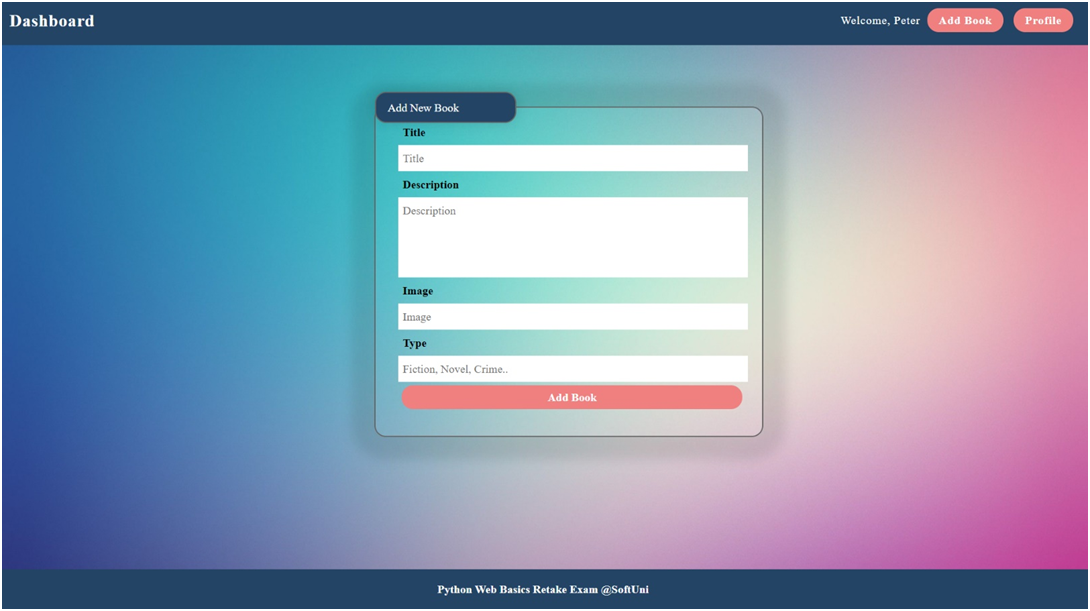 Dashboard
Welcome, Peter
Add Book
Profile
Add New Book
Title
Title
Description
Description
Image
Image
Type
Fiction, Novel, Crime..
Add Book
Python Web Basics Retake Exam @SoftUni